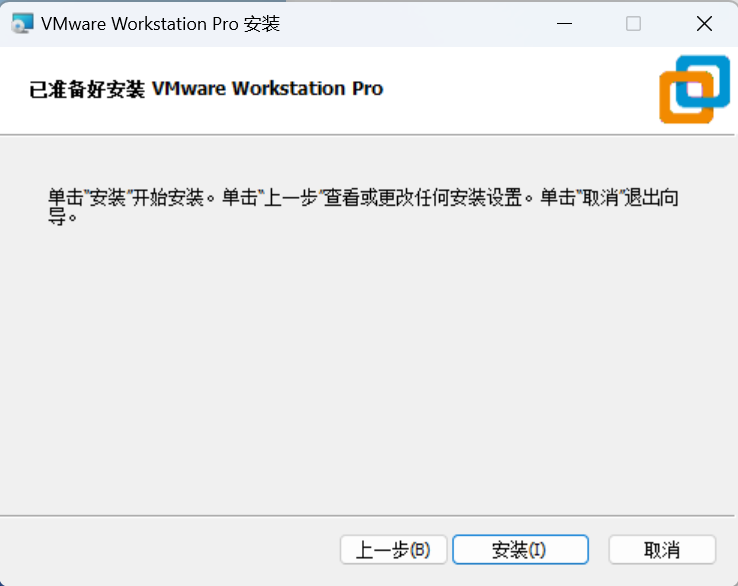 VMware Workstation Pro 安装
已准备好安装 VMware Workstation Pro
单击"安装"开始安装。单击"上一步"查看或更改任何安装设置。单击"取消"退出向
导。
上一步(B) 安装(I) 取消